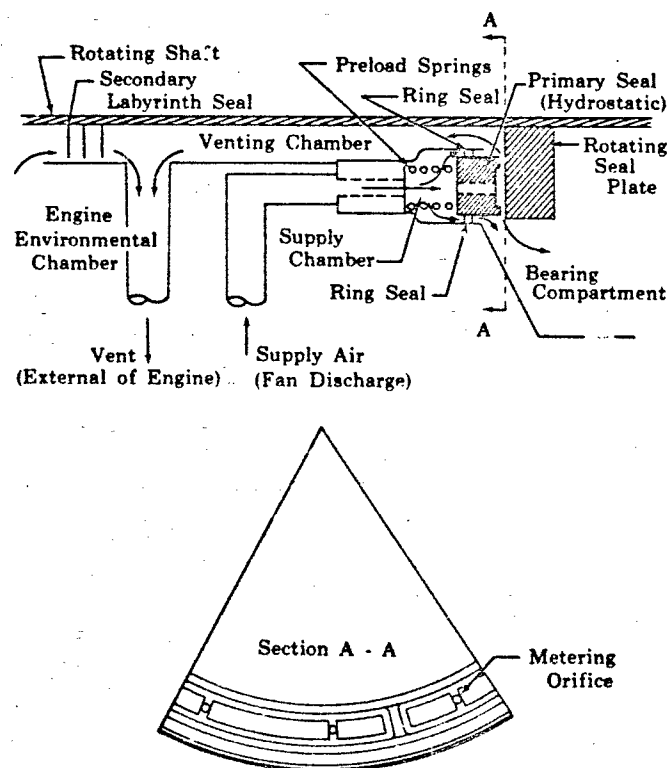 A
Rotating Shaft
Secondary
Labyrinth Seal
Preload Springs
Ring Seal
Primary Seal
(Hydrostatic)
Venting Chamber
Rotating
Seal
Plate
Engine
Environmental
Chamber
Supply
Chamber
Ring Seal
Bearing
Compartment
A
Vent
(External of Engine)
Supply Air
(Fan Discharge)
Section A - A
Metering
Orifice